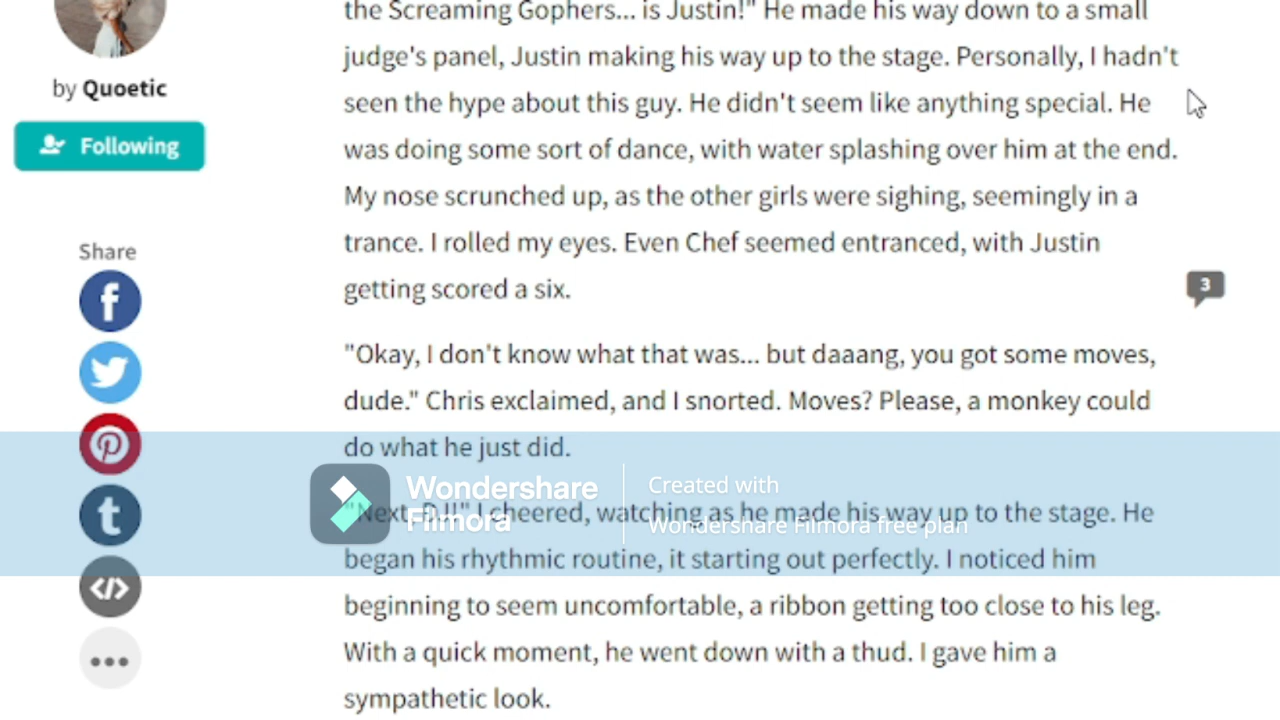 the Screaming Gophers... is Justin!" He made his way down to a small
judge's panel, Justin making his way up to the stage. Personally, I hadn't
by Quoetic
seen the hype about this guy. He didn't seem like anything special. He
Following
was doing some sort of dance, with water splashing over him at the end.
My nose scrunched up, as the other girls were sighing, seemingly in a
Share
trance. I rolled my eyes. Even Chef seemed entranced, with Justin
getting scored a six.
3
"Okay, I don't know what that was... but daaang, you got some moves,
dude." Chris exclaimed, and I snorted. Moves? Please, a monkey could
do what he just did.
Wondershare
Filmora
Created with
Wondershare Filmora free plan
"Next, DJ!" I cheered, watching as he made his way up to the stage. He
began his rhythmic routine, it starting out perfectly. I noticed him
beginning to seem uncomfortable, a ribbon getting too close to his leg.
With a quick moment, he went down with a thud. I gave him a
sympathetic look.